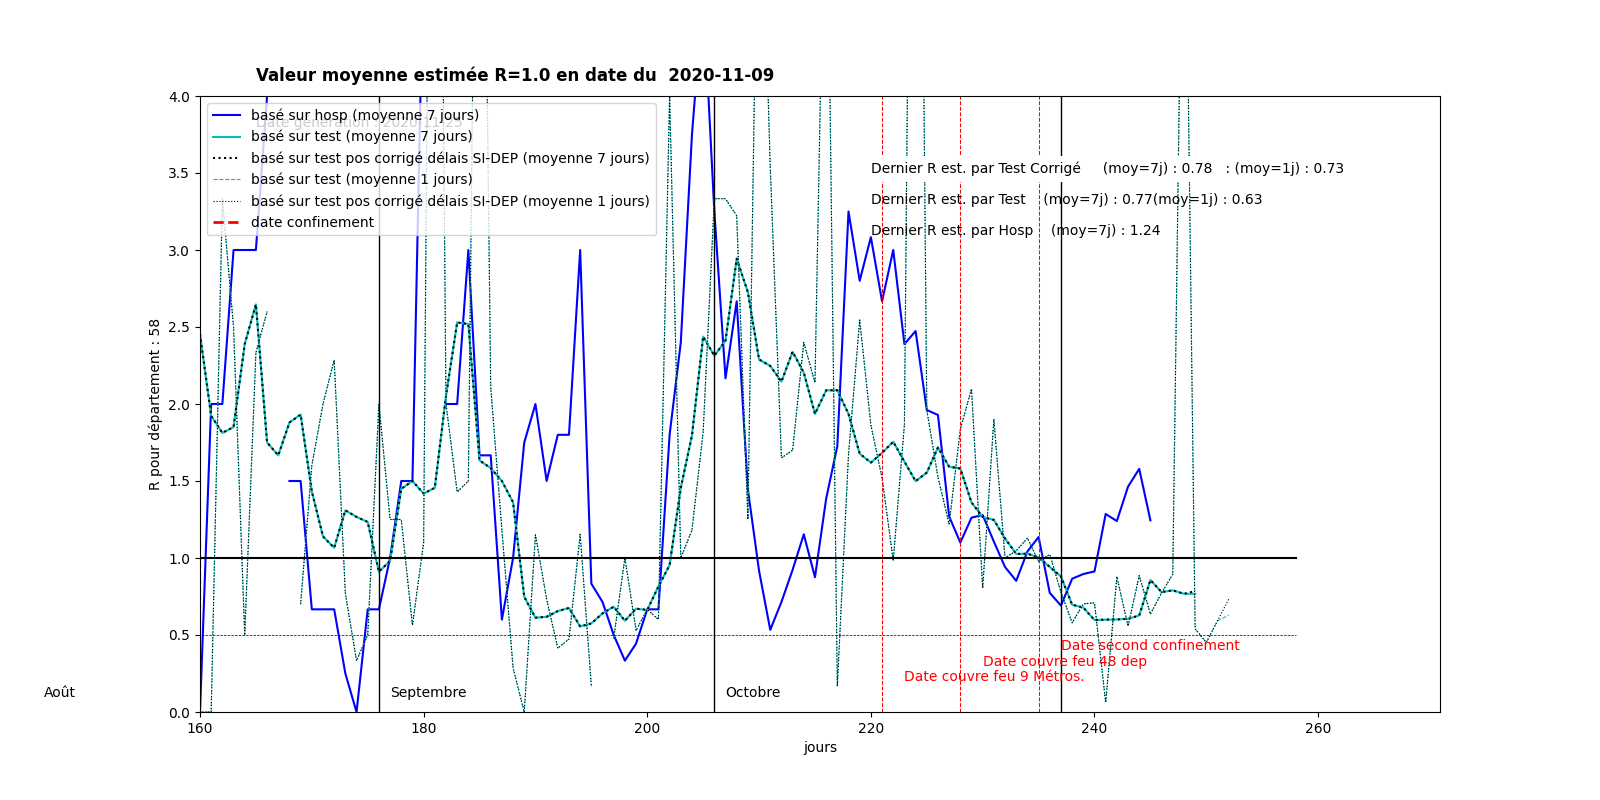 Valeur moyenne estimée R=1.0 en date du  2020-11-09
4.0
3.5
3.0
2.5
2.0
1.5
1.0
0.5
0.0
R pour département : 58
Date génération : 2020-11-25
basé sur hosp (moyenne 7 jours)
basé sur test (moyenne 7 jours)
basé sur test pos corrigé délais SI-DEP (moyenne 7 jours)
basé sur test (moyenne 1 jours)
basé sur test pos corrigé délais SI-DEP (moyenne 1 jours)
date confinement
Dernier R est. par Test Corrigé     (moy=7j) : 0.78   : (moy=1j) : 0.73
Dernier R est. par Test    (moy=7j) : 0.77(moy=1j) : 0.63
Dernier R est. par Hosp    (moy=7j) : 1.24
Date second confinement
Date couvre feu 48 dep
Date couvre feu 9 Métros.
Août
Septembre
Octobre
160
180
200
220
240
260
jours